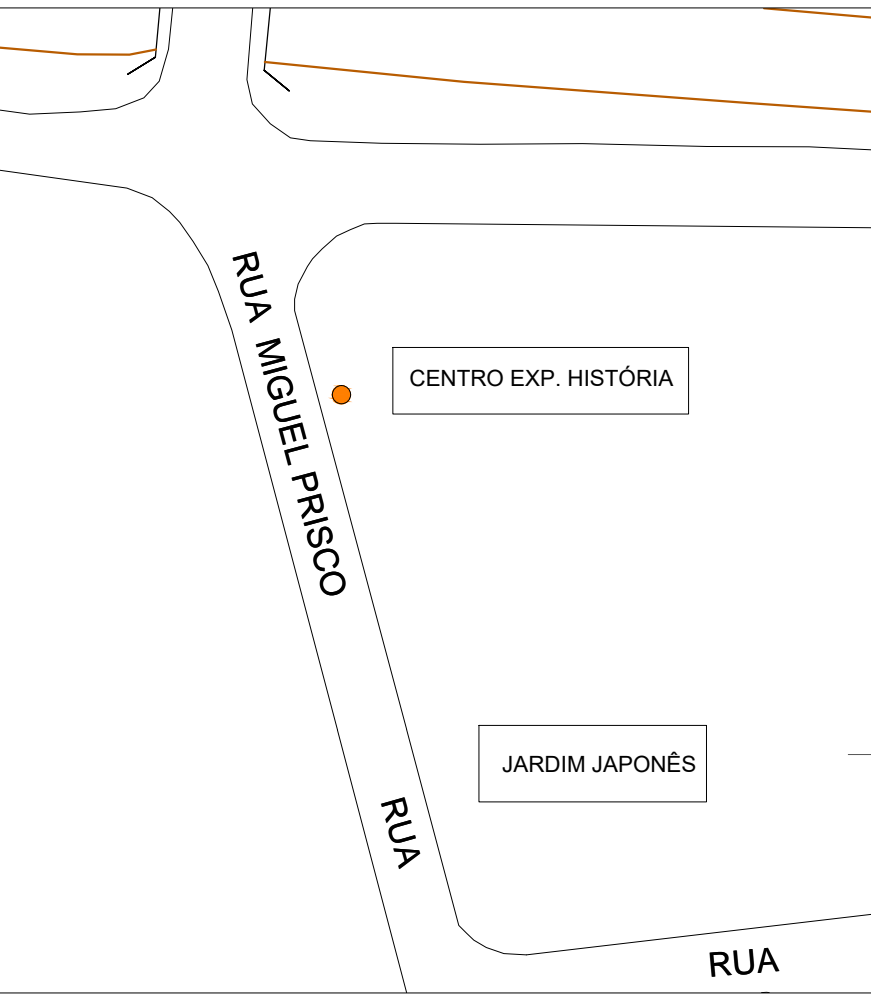 RUA MIGUEL PRISCO
CENTRO EXP. HISTÓRIA
JARDIM JAPONÊS
RUA
RUA